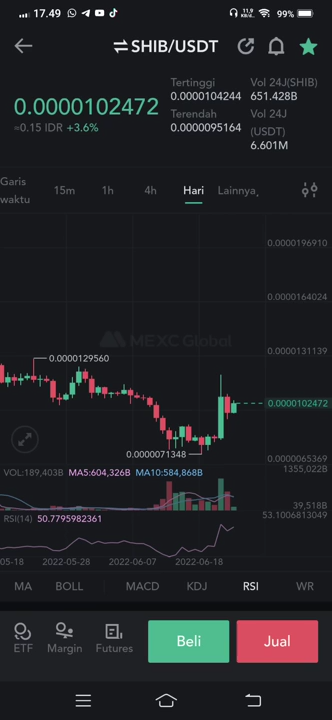 17.49
11,9
KB/d..
99%
SHIB/USDT
0.0000102472
≈0.15 IDR +3.6%
Tertinggi
0.0000104244
Terendah
0.0000095164
Vol 24J(SHIB)
651.428B
Vol 24J
(USDT)
6.601M
Garis
waktu
15m
1h
4h
Hari
Lainnya
0.0000196910
0.0000164024
MEXC Global
0.0000131139
0.0000129560
0.0000102472
0.0000071348
0.0000065369
VOL:189,403B MA5:604,326B MA10:584,868B
1355,022B
39,518B
RSI(14) 50.7795982361
53.1006813049
05-18 2022-05-28 2022-06-07 2022-06-18
MA BOLL MACD KDJ RSI WR
ETF Margin Futures
Beli
Jual